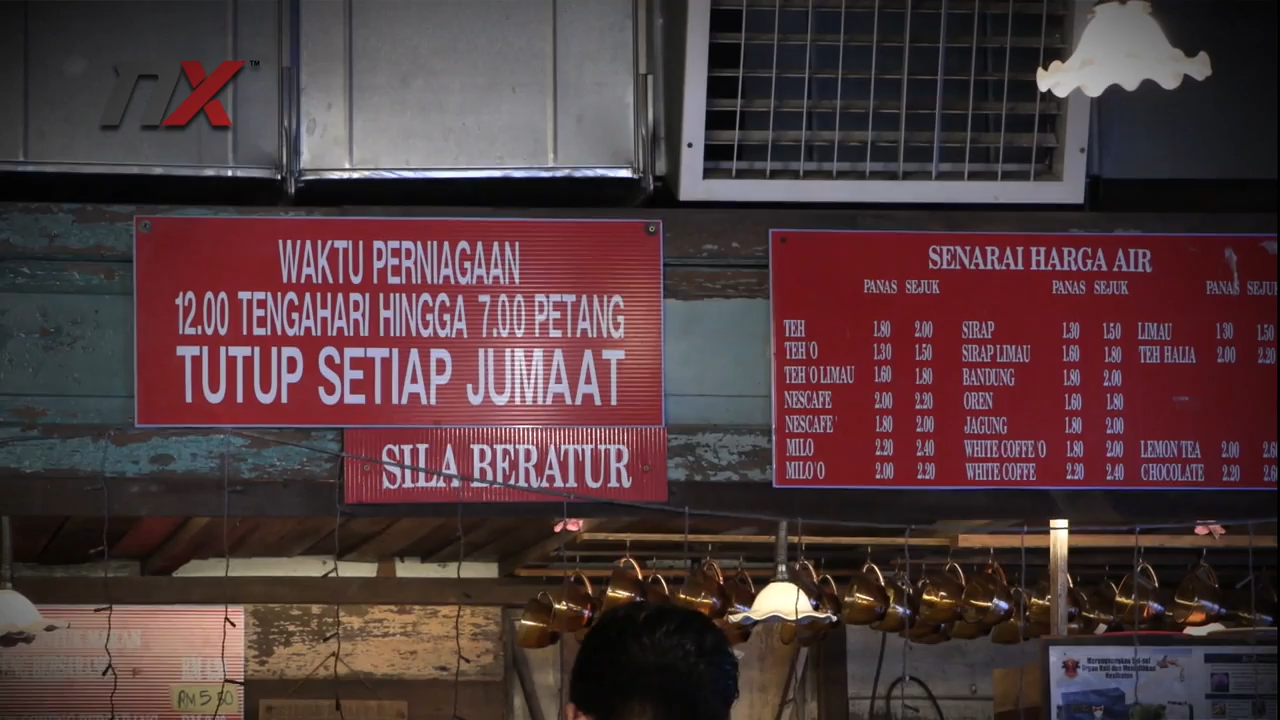 nx™
WAKTU PERNIAGAAN
12.00 TENGAHARI HINGGA 7.00 PETANG
TUTUP SETIAP JUMAAT
SILA BERATUR
SENARAI HARGA AIR
PANAS SEJUK PANAS SEJUK PANAS SEJUK
TEH 1.80 2.00 SIRAP 1.30 1.50 LIMAU 1.30 1.50
TEH'O 1.30 1.50 SIRAP LIMAU 1.60 1.80 TEH HALIA 2.00 2.20
TEH 'O LIMAU 1.60 1.80 BANDUNG 1.80 2.00
NESCAFE 2.00 2.20 OREN 1.60 1.80
NESCAFE' 1.80 2.00 JAGUNG 1.80 2.00
MILO 2.20 2.40 WHITE COFFE 'O 1.80 2.00 LEMON TEA 2.00 2.6
MILO'O 2.00 2.20 WHITE COFFE 2.20 2.40 CHOCOLATE 2.20 2.6
RM 5.50